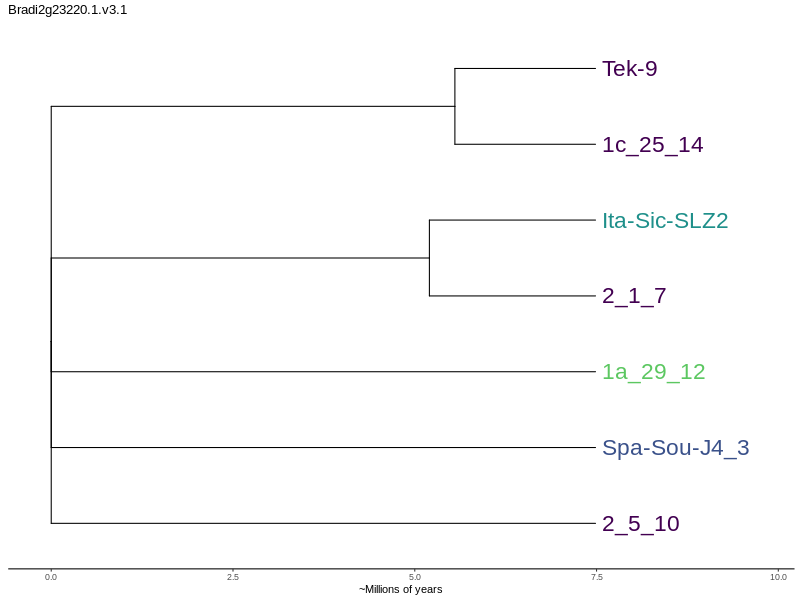 Bradi2g23220.1.v3.1
Tek-9
1c_25_14
Ita-Sic-SLZ2
2_1_7
1a_29_12
Spa-Sou-J4_3
2_5_10
0.0 2.5 5.0 7.5 10.0
~Millions of years